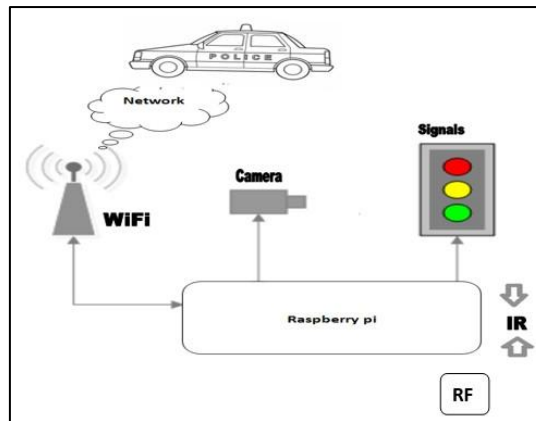 POLICE
Network
Signals
Camera
WiFi
Raspberry pi
IR
RF